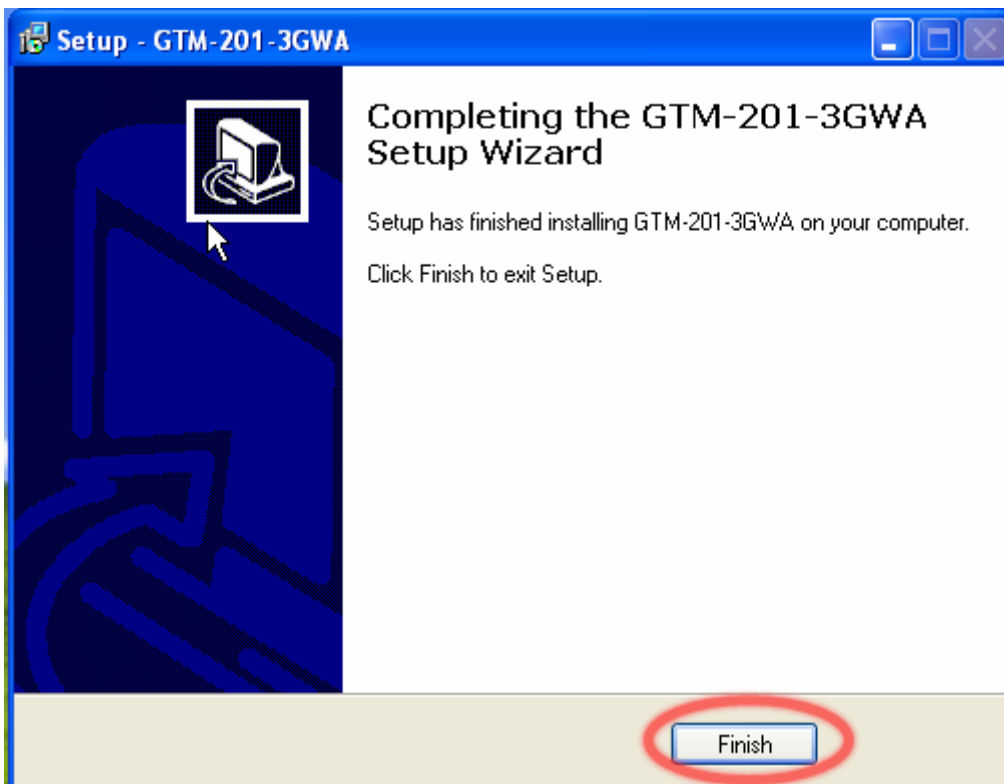 Setup - GTM-201-3GWA
Completing the GTM-201-3GWA
Setup Wizard
Setup has finished installing GTM-201-3GWA on your computer.
Click Finish to exit Setup.
Finish